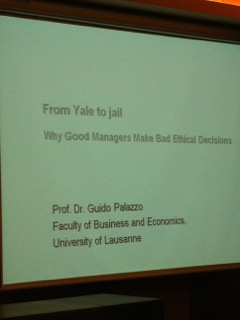 From Yale to jail
Why Good Managers Make Bad Ethical Decisions
Prof. Dr. Guido Palazzo
Faculty of Business and Economics,
University of Lausanne